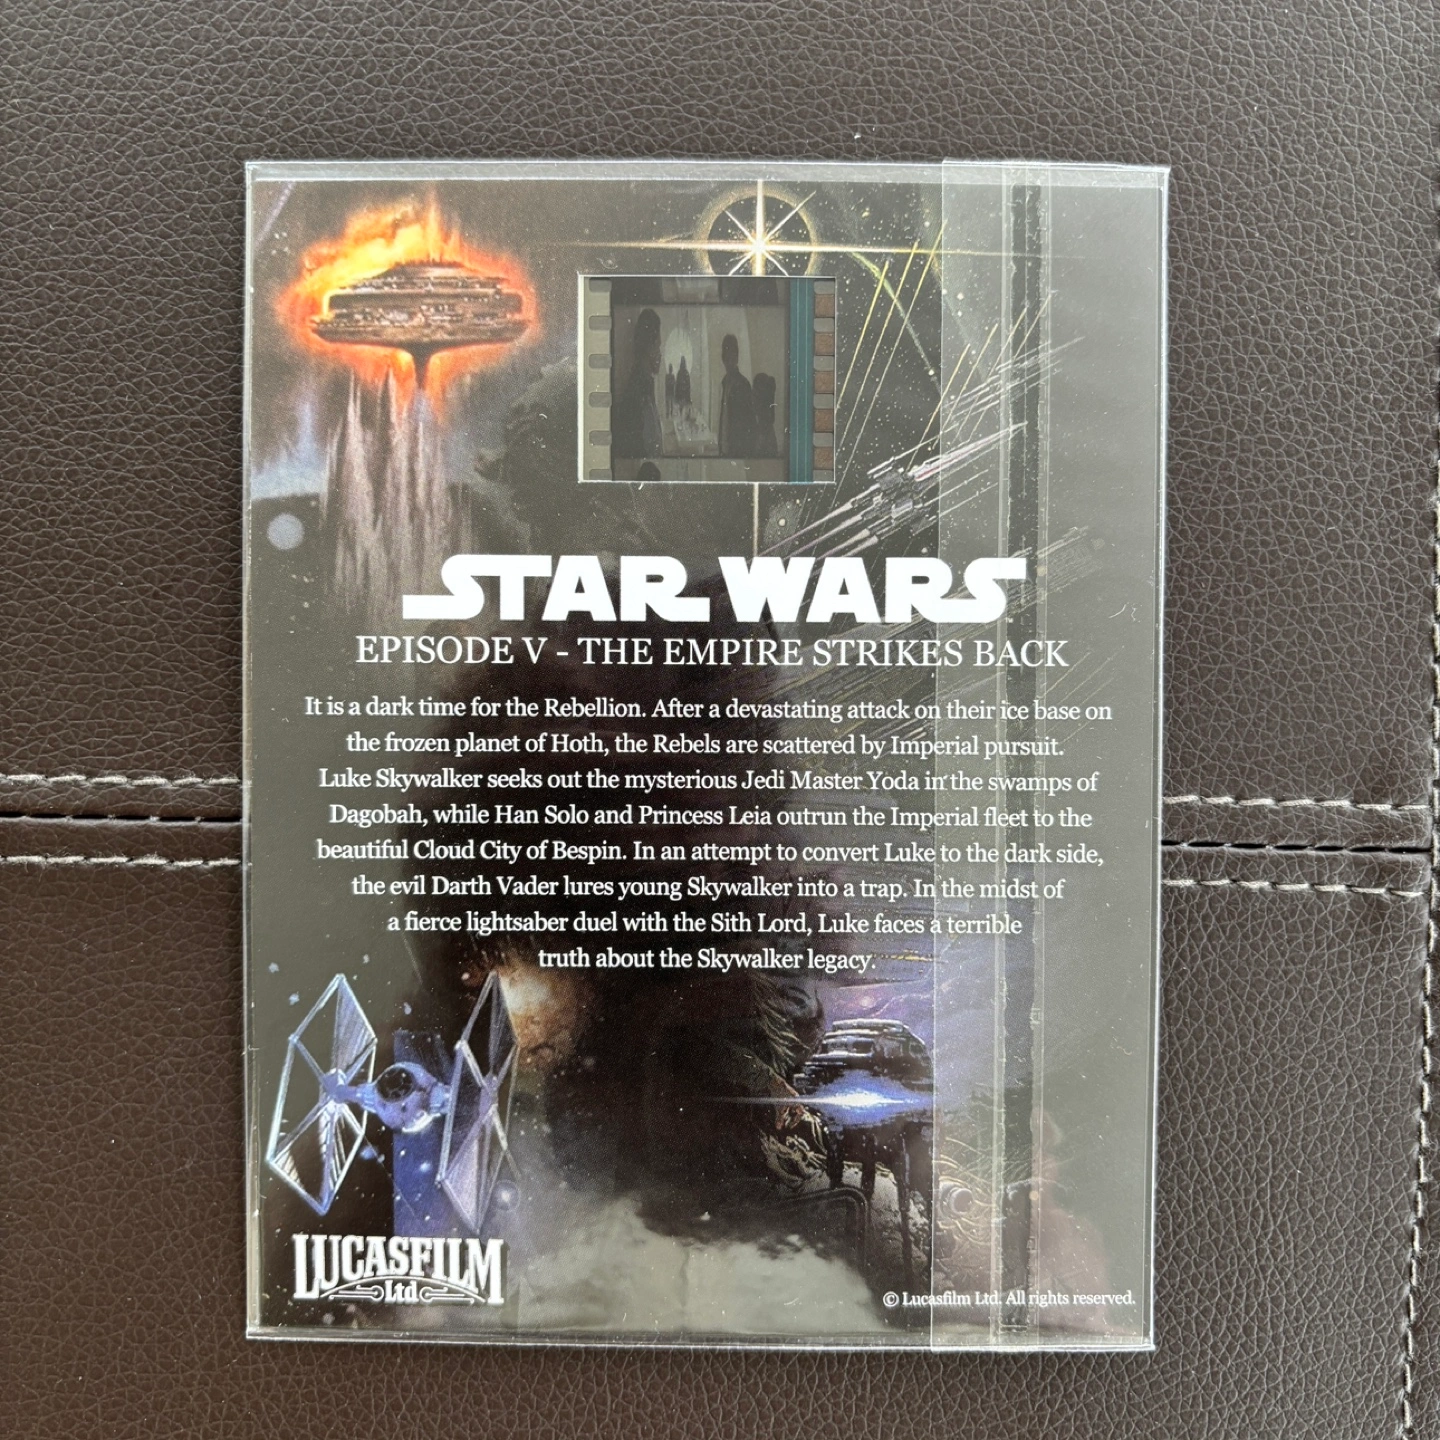 STAR WARS
EPISODE V - THE EMPIRE STRIKES BACK
It is a dark time for the Rebellion. After a devastating attack on their ice base on
the frozen planet of Hoth, the Rebels are scattered by Imperial pursuit.
Luke Skywalker seeks out the mysterious Jedi Master Yoda in the swamps of
Dagobah, while Han Solo and Princess Leia outrun the Imperial fleet to the
beautiful Cloud City of Bespin. In an attempt to convert Luke to the dark side,
the evil Darth Vader lures young Skywalker into a trap. In the midst of
a fierce lightsaber duel with the Sith Lord, Luke faces a terrible
truth about the Skywalker legacy.
LUCASFILM
Ltd
© Lucasfilm Ltd. All rights reserved.